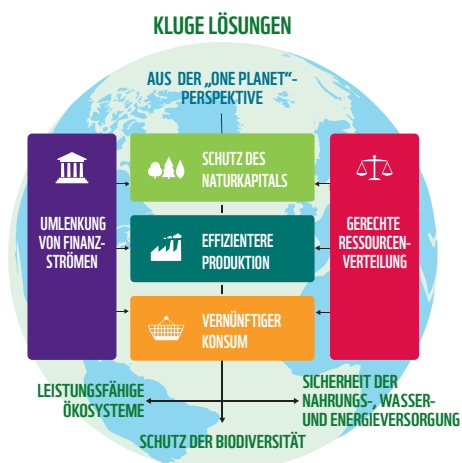 KLUGE LÖSUNGEN
AUS DER „ONE PLANET“-
PERSPEKTIVE
UMLENKUNG
VON FINANZ-
STRÖMEN
SCHUTZ DES
NATURKAPITALS
EFFIZIENTERE
PRODUKTION
VERNÜNFTIGER
KONSUM
GERECHTE
RESSOURCEN-
VERTEILUNG
LEISTUNGSFÄHIGE
ÖKOSYSTEME
SICHERHEIT DER
NAHRUNGS-, WASSER-
UND ENERGIEVERSORGUNG
SCHUTZ DER BIODIVERSITÄT